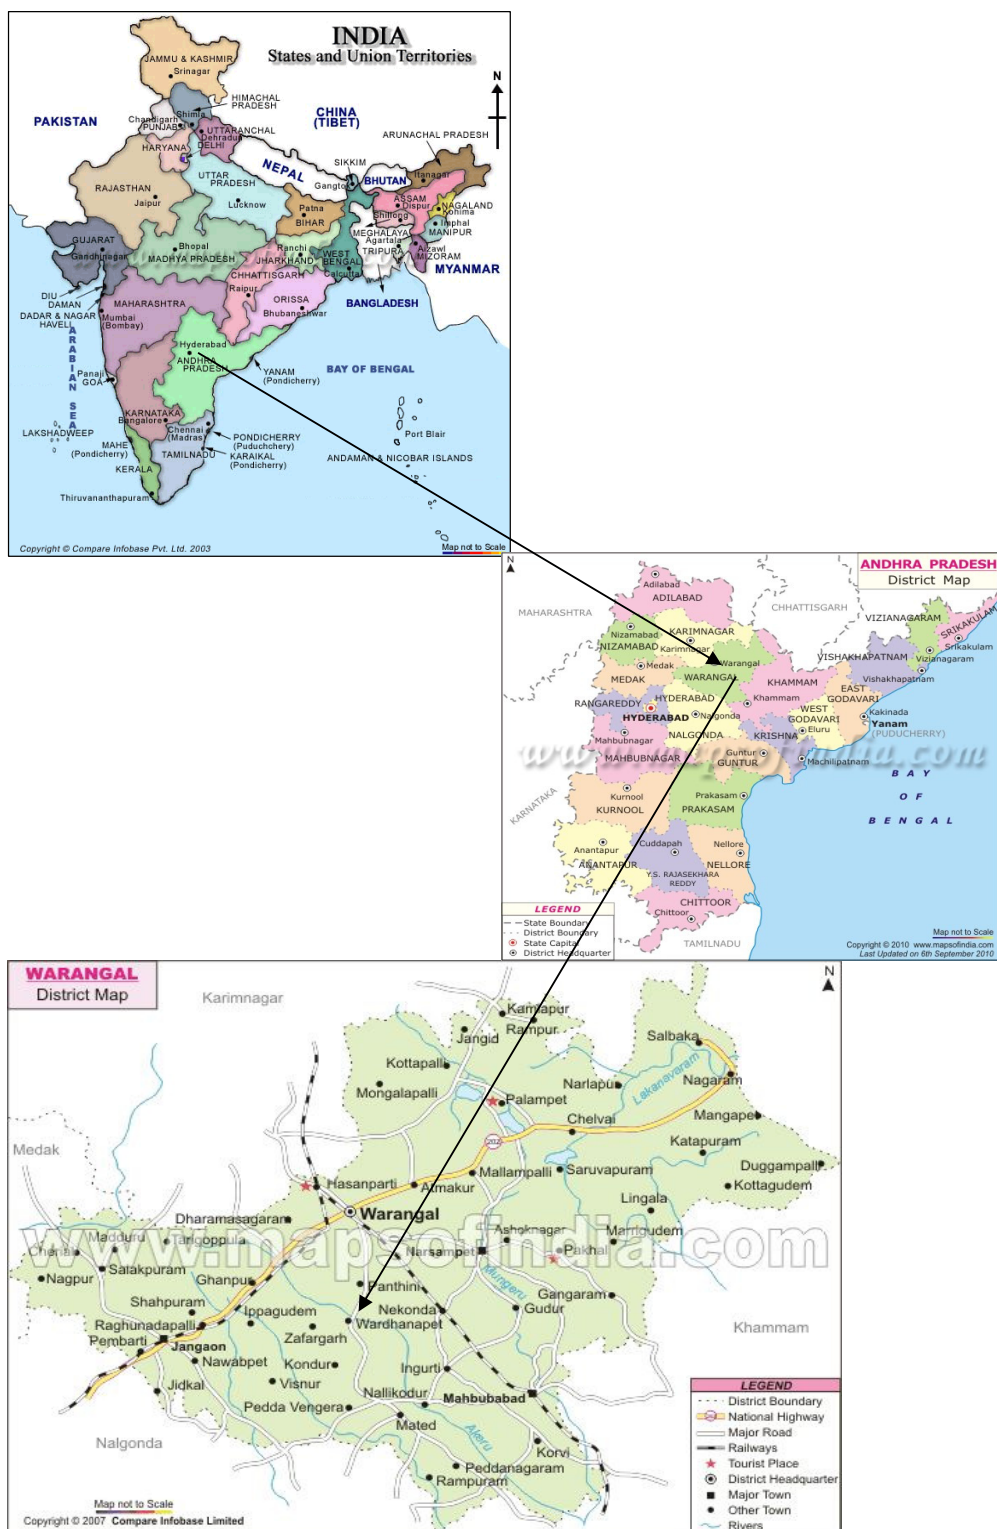 INDIA
States and Union Territories
N
JAMMU & KASHMIR
Srinagar
HIMACHAL
PRADESH
PAKISTAN
CHINA
(TIBET)
Chandigarh
Shimla
PUNJAB
UTTARANCHAL
Dehradun
DELHI
HARYANA
ARUNACHAL PRADESH
NEPAL
SIKKIM
Gangtok
BHUTAN
Itanagar
RAJASTHAN
Jaipur
UTTAR
PRADESH
Lucknow
Patna
BIHAR
ASSAM
Dispur
NAGALAND
Kohima
Shillong
MEGHALAYA
Imphal
MANIPUR
Agartala
TRIPURA
Aizawl
MIZORAM
GUJARAT
Gandhinagar
Bhopal
MADHYA PRADESH
Ranchi
JHARKHAND
WEST
BENGAL
Calcutta
MYANMAR
CHHATTISGARH
Raipur
ORISSA
Bhubaneshwar
BANGLADESH
DIU
DAMAN
DADAR & NAGAR
HAVELI
MAHARASHTRA
Mumbai
(Bombay)
ARABIAN SEA
Hyderabad
ANDHRA
PRADESH
YANAM
(Pondicherry)
BAY OF BENGAL
Panaji
GOA
KARNATAKA
Bangalore
Chennai
(Madras)
PONDICHERRY
(Puduchchery)
KARAIKAL
(Pondicherry)
LAKSHADWEEP
MAHE
(Pondicherry)
TAMILNADU
KERALA
Thiruvananthapuram
Port Blair
ANDAMAN & NICOBAR ISLANDS
Copyright © Compare Infobase Pvt. Ltd. 2003
Map not to Scale
N
ANDHRA PRADESH
District Map
MAHARASHTRA
CHHATTISGARH
Adilabad
ADILABAD
VIZIANAGARAM
SRIKAKULAM
Srikakulam
Nizamabad
NIZAMABAD
KARIMNAGAR
Karimnagar
Warangal
WARANGAL
VISHAKHAPATNAM
Vizianagaram
Vishakhapatnam
Medak
MEDAK
KHAMMAM
Khammam
EAST
GODAVARI
RANGAREDDY
HYDERABAD
HYDERABAD
Nalgonda
NALGONDA
WEST
GODAVARI
Eluru
Kakinada
Yanam
(PUDUCHERRY)
Mahbubnagar
MAHBUBNAGAR
KRISHNA
Machilipatnam
Guntur
GUNTUR
www.mapsofindia.com
BAY
OF
BENGAL
KARNATAKA
Kurnool
KURNOOL
Prakasam
PRAKASAM
Anantapur
ANANTAPUR
Cuddapah
Y.S. RAJASEKHARA
REDDY
Nellore
NELLORE
CHITTOOR
Chittoor
TAMILNADU
LEGEND
State Boundary
District Boundary
State Capital
District Headquarter
Map not to Scale
Copyright © 2010 www.mapsofindia.com
Last Updated on 6th September 2010
WARANGAL
District Map
N
Karimnagar
Kamlapur
Rampur
Jangid
Salbaka
Kottapalli
Lakanavaram
Mongalapalli
Narlapur
Nagaram
Palampet
Chelvai
Mangapet
Medak
202
Katapuram
Mallampalli
Saruvapuram
Duggampalli
Kottagudem
Hasanparti
Atmakur
Lingala
Warangal
Dharamasagaram
Ashoknagar
Marrigudem
www.mapsofindia.com
Madduru
Tarigoppula
Cherial
Narsampet
Pakhal
Nagpur
Salakpuram
Ghanpur
Panthini
Mungeru
Gangaram
Shahpuram
Ippagudem
Nekonda
Gudur
Raghunadapalli
Wardhanapet
Khammam
Pembarti
Jangaon
Zafargarh
Nawabpet
Kondur
Ingurti
Jidkal
Visnur
Nallikodur
Mahbubabad
Pedda Vengera
Mated
Akeru
Nalgonda
Korvi
Peddanagaram
Rampuram
LEGEND
District Boundary
National Highway
Major Road
Railways
Tourist Place
District Headquarter
Major Town
Other Town
Rivers
Map not to Scale
Copyright © 2007 Compare Infobase Limited